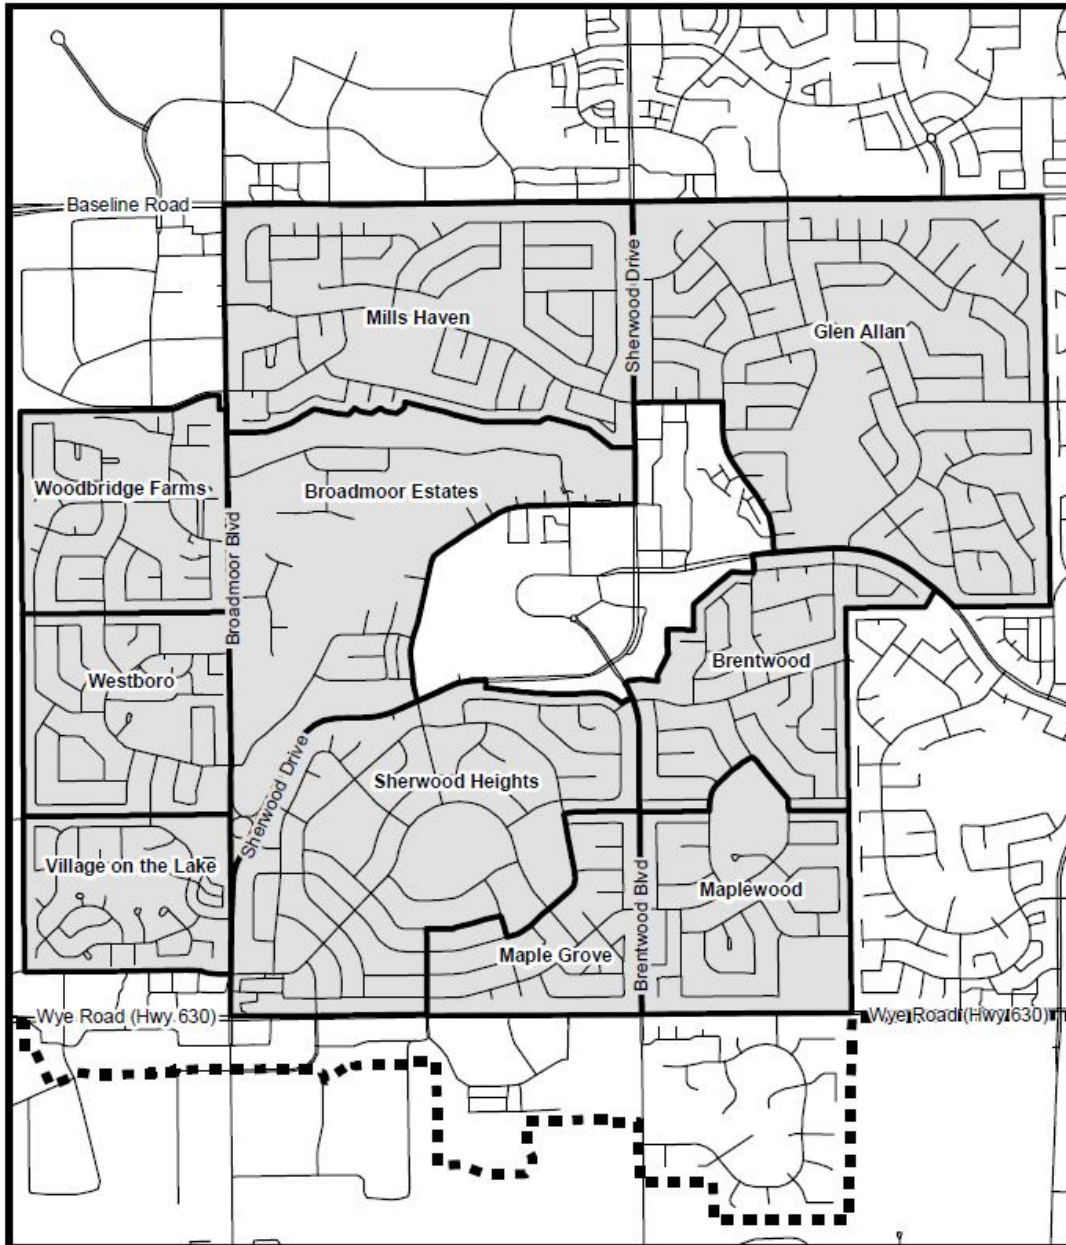 Baseline Road
Sherwood Drive
Mills Haven
Glen Allan
Woodbridge Farms
Broadmoor Estates
Broadmoor Blvd
Westboro
Brentwood
Sherwood Drive
Sherwood Heights
Village on the Lake
Maplewood
Brentwood Blvd
Maple Grove
Wye Road (Hwy 630)
Wye Road (Hwy 630)